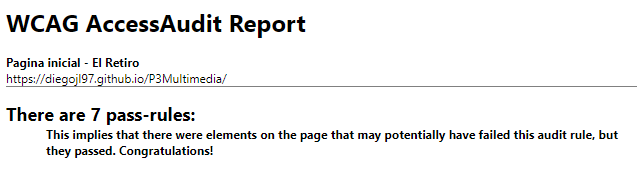 WCAG AccessAudit Report
Pagina inicial - El Retiro
https://diegojl97.github.io/P3Multimedia/
There are 7 pass-rules:
This implies that there were elements on the page that may potentially have failed this audit rule, but
they passed. Congratulations!